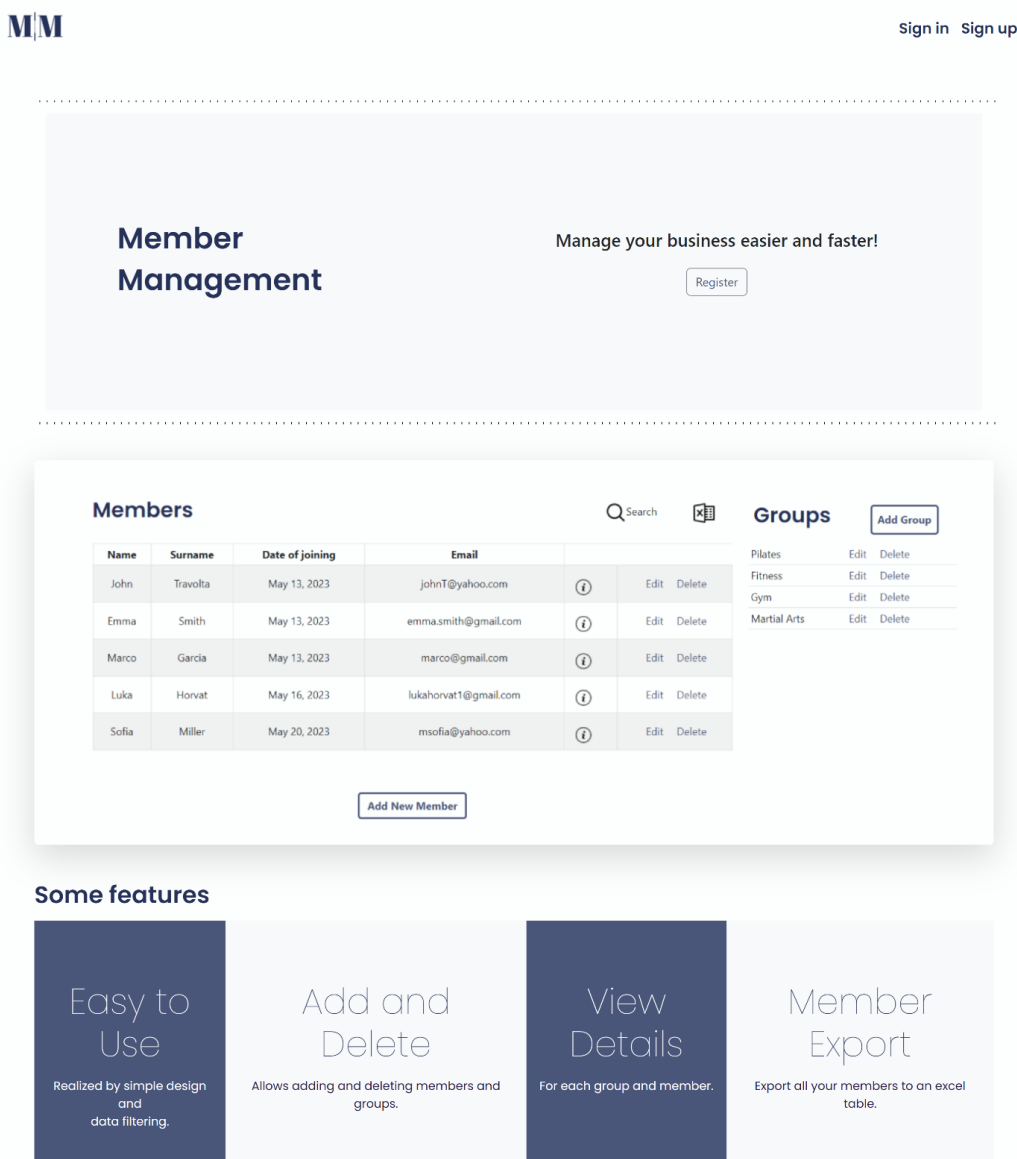 M|M
Sign in Sign up
Member
Management
Manage your business easier and faster!
Register
Members
Search
Groups
Add Group
Name Surname Date of joining Email
John Travolta May 13, 2023 johnT@yahoo.com Edit Delete
Emma Smith May 13, 2023 emma.smith@gmail.com Edit Delete
Marco Garcia May 13, 2023 marco@gmail.com Edit Delete
Luka Horvat May 16, 2023 lukahorvat1@gmail.com Edit Delete
Sofia Miller May 20, 2023 msofia@yahoo.com Edit Delete
Pilates Edit Delete
Fitness Edit Delete
Gym Edit Delete
Martial Arts Edit Delete
Add New Member
Some features
Easy to
Use
Realized by simple design
and
data filtering.
Add and
Delete
Allows adding and deleting members and
groups.
View
Details
For each group and member.
Member
Export
Export all your members to an excel
table.